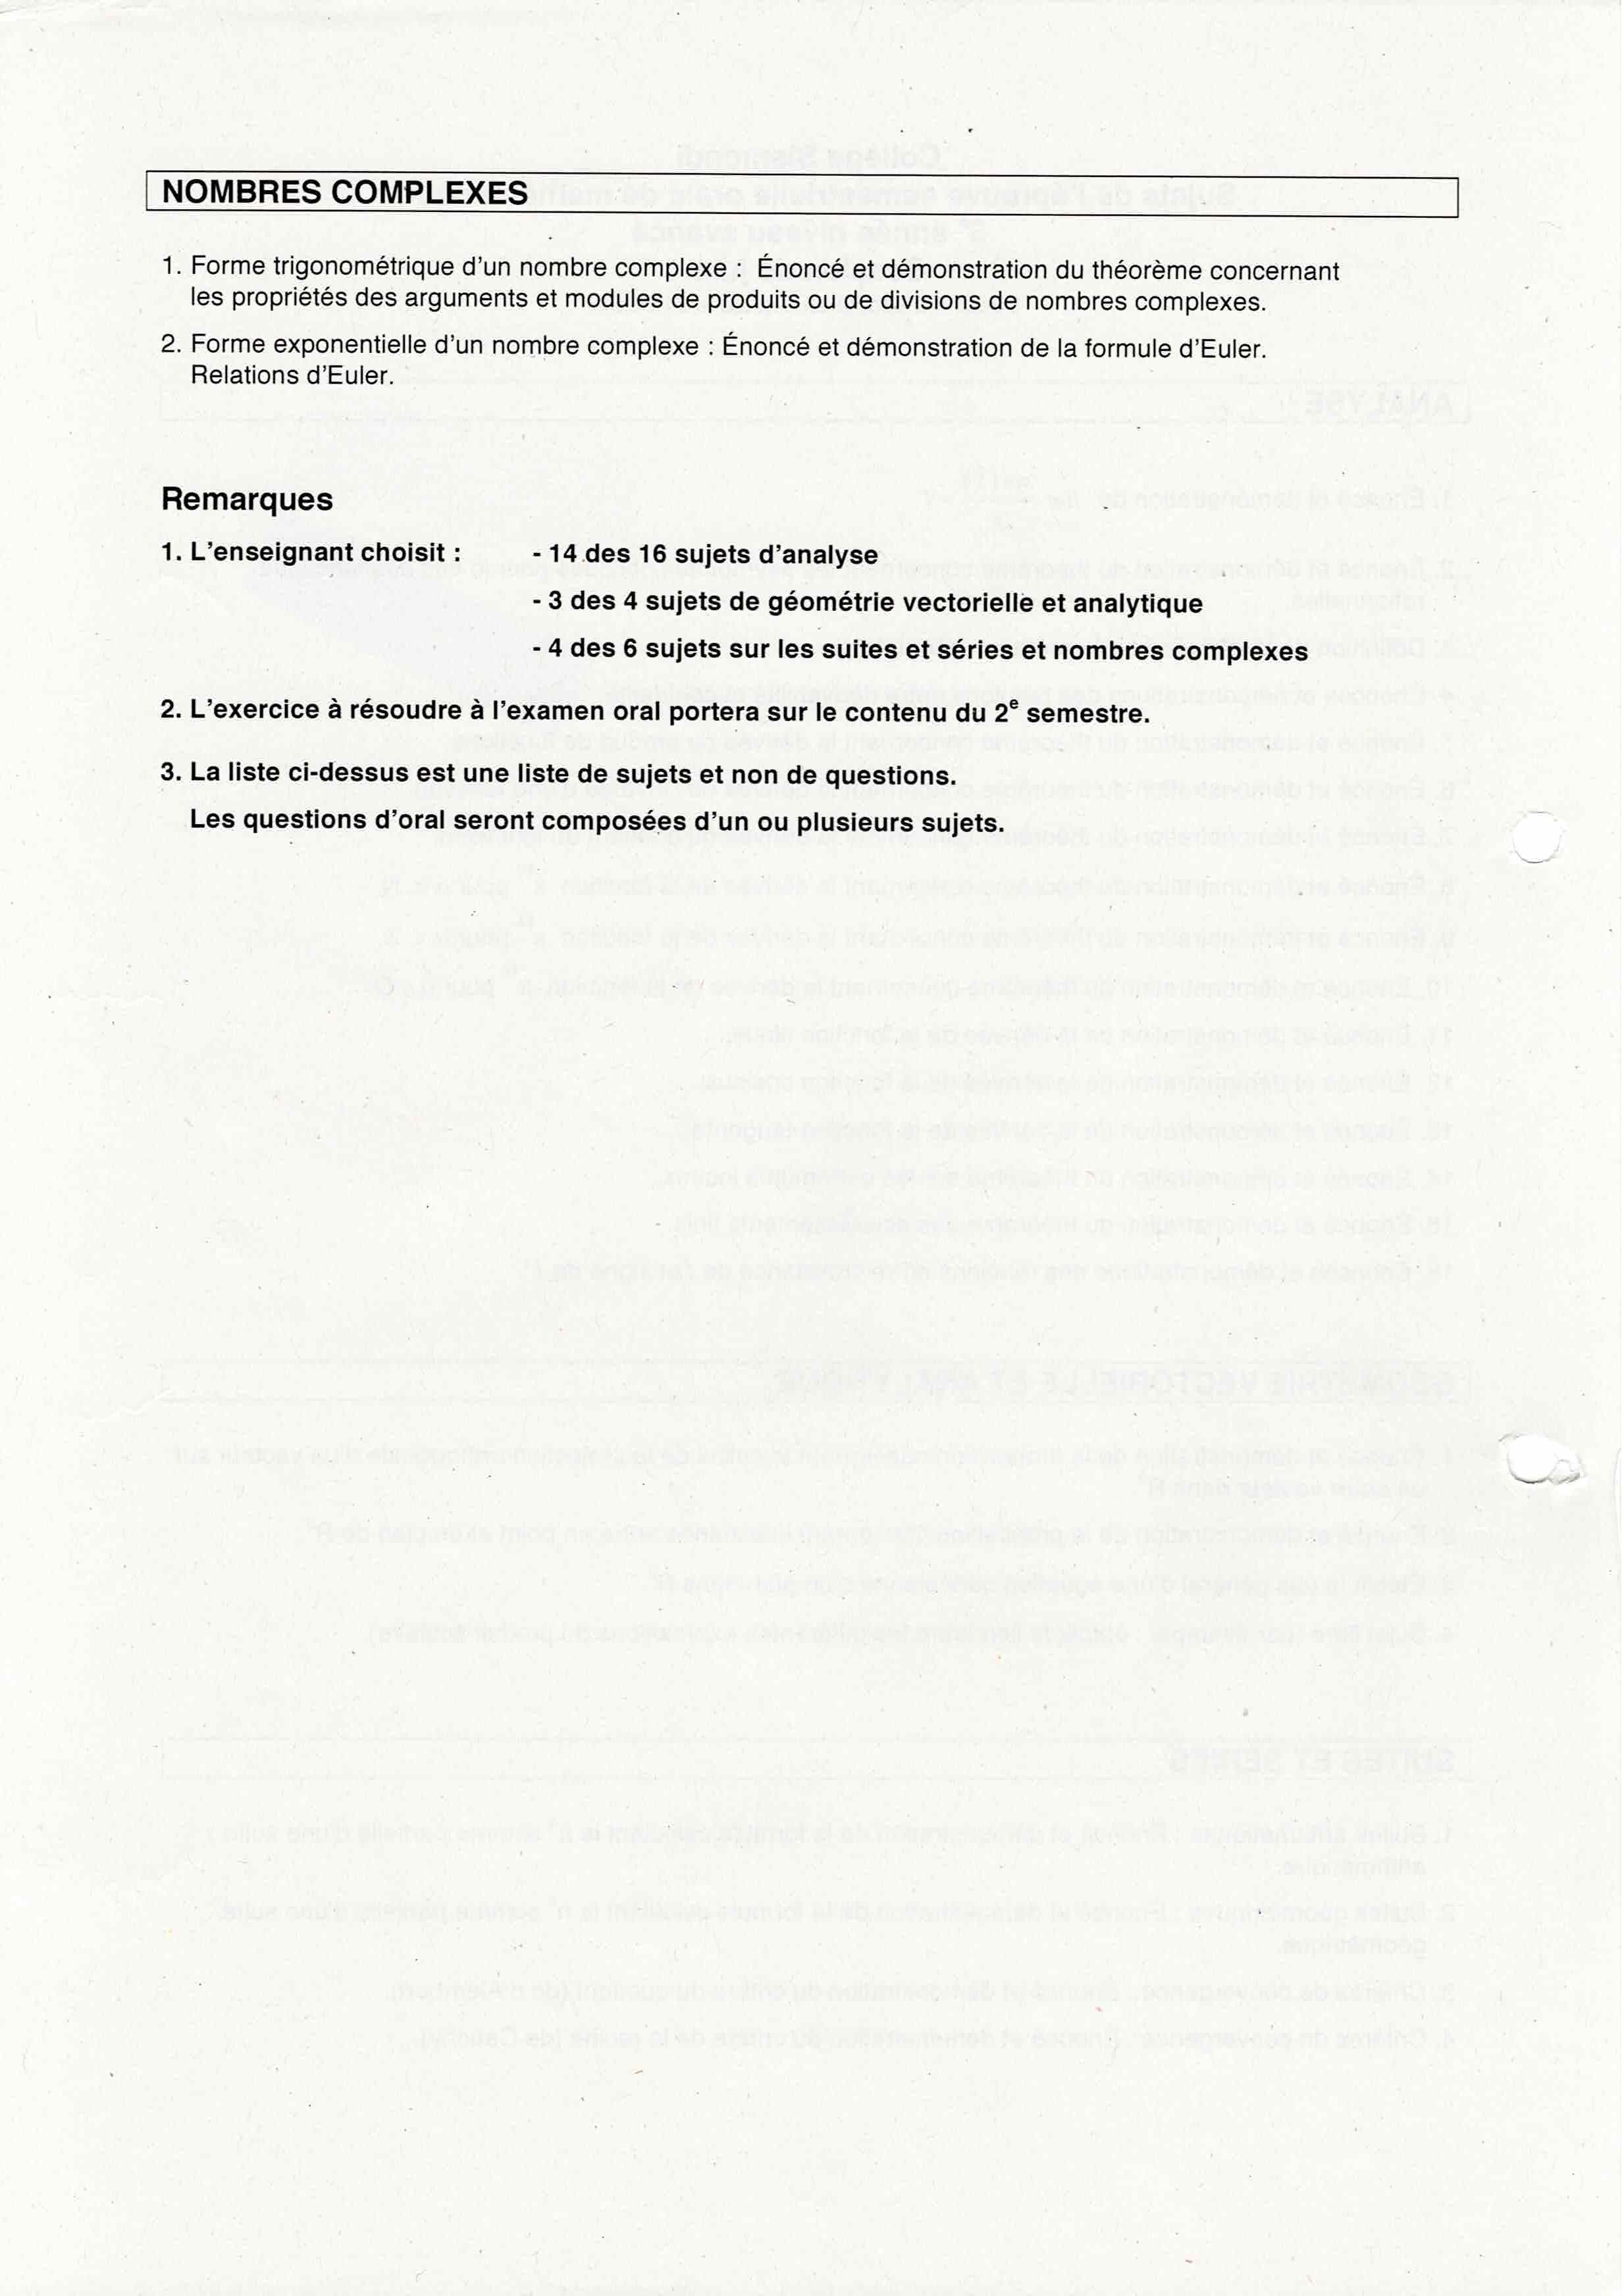 NOMBRES COMPLEXES
1. Forme trigonométrique d'un nombre complexe : Énoncé et démonstration du théorème concernant
les propriétés des arguments et modules de produits ou de divisions de nombres complexes.
2. Forme exponentielle d'un nombre complexe : Énoncé et démonstration de la formule d'Euler.
Relations d'Euler.
Remarques
1. L'enseignant choisit : - 14 des 16 sujets d'analyse
- 3 des 4 sujets de géométrie vectorielle et analytique
- 4 des 6 sujets sur les suites et séries et nombres complexes
2. L'exercice à résoudre à l'examen oral portera sur le contenu du 2e semestre.
3. La liste ci-dessus est une liste de sujets et non de questions.
Les questions d'oral seront composées d'un ou plusieurs sujets.